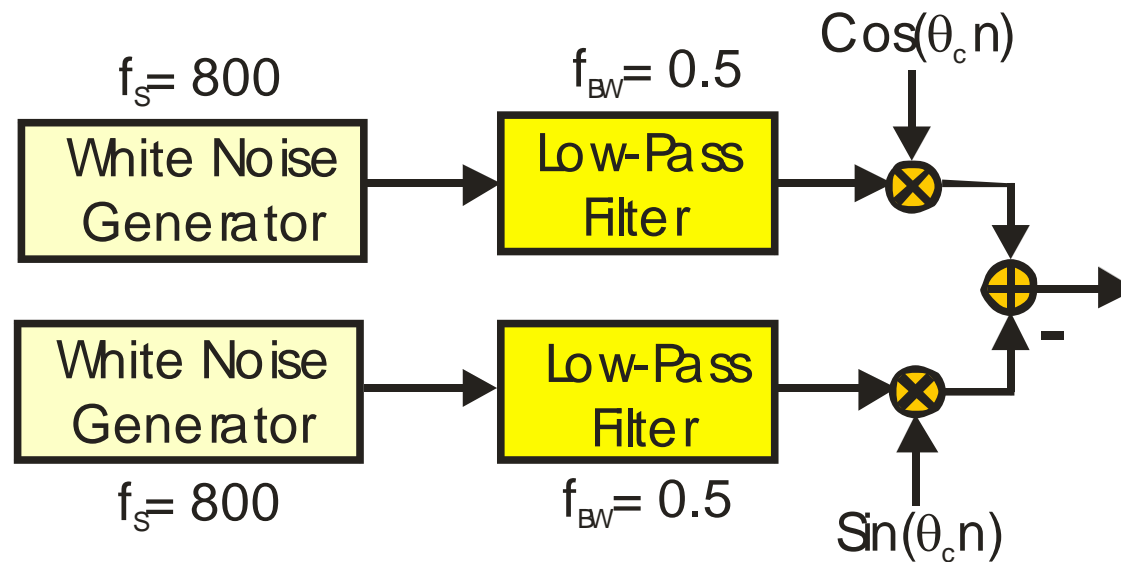 Cos(θc n)
fS= 800
fBW= 0.5
White Noise
Generator
Low-Pass
Filter
White Noise
Generator
Low-Pass
Filter
-
fS= 800
fBW= 0.5
Sin(θc n)